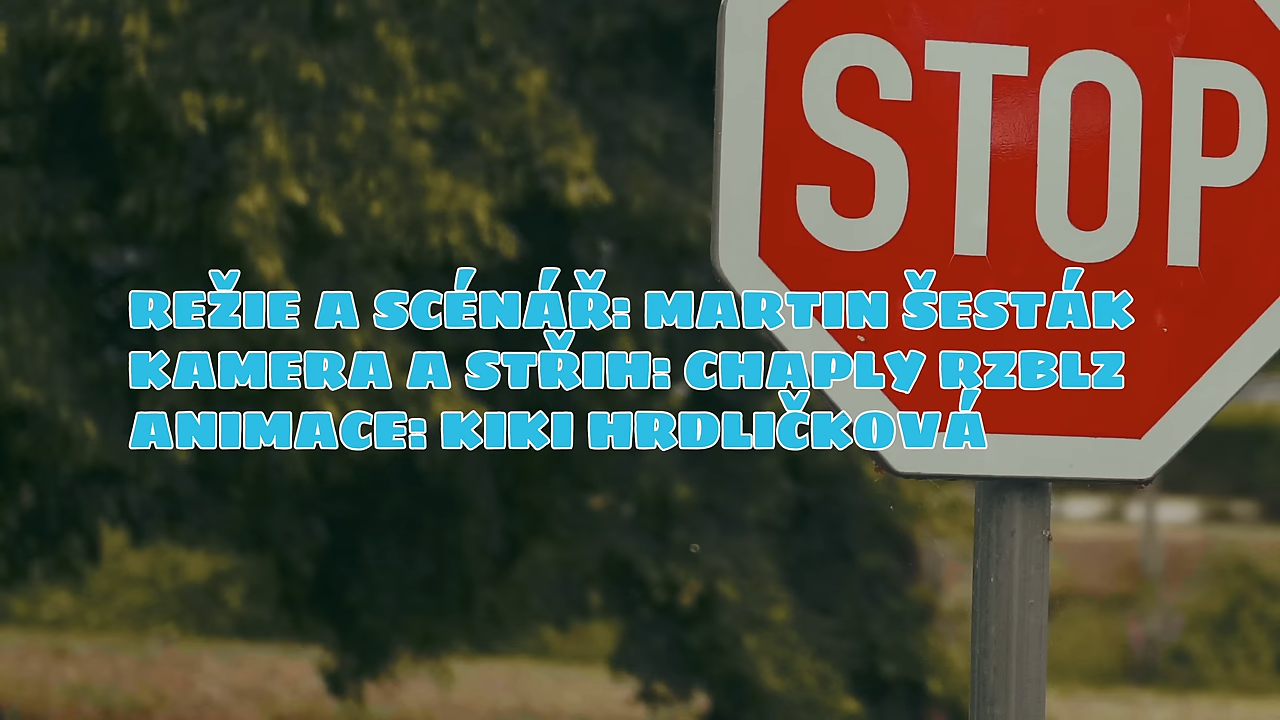 STOP
REŽIE A SCÉNÁŘ: MARTIN ŠESTÁK
KAMERA A STŘIH: CHAPLY RZBLZ
ANIMACE: KIKI HRDLIČKOVÁ